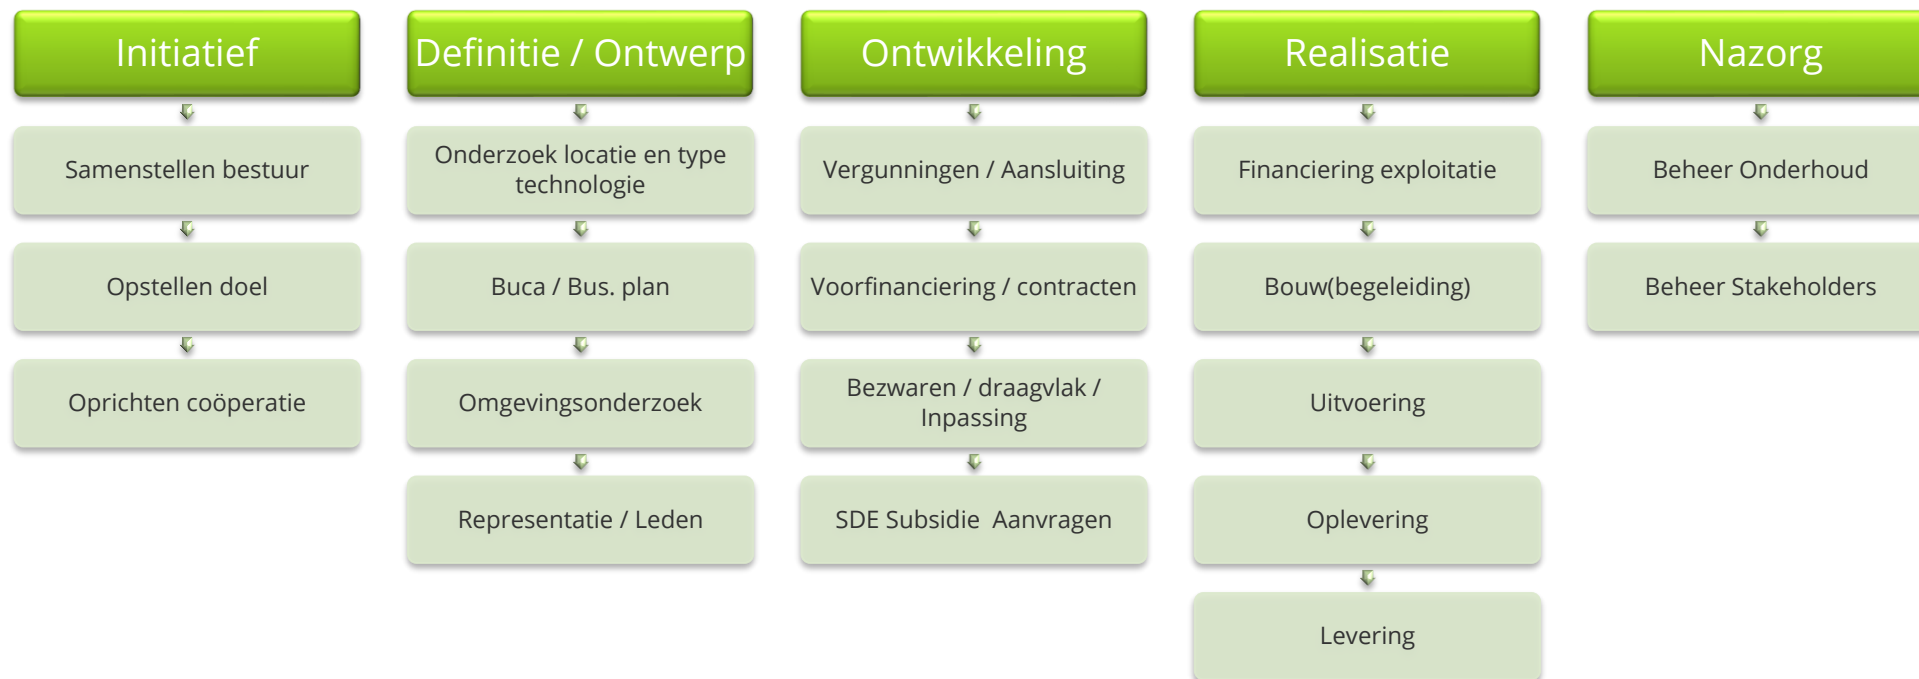 Initiatief
Samenstellen bestuur
Opstellen doel
Oprichten coöperatie
Definitie / Ontwerp
Onderzoek locatie en type
technologie
Buca / Bus. plan
Omgevingsonderzoek
Representatie / Leden
Ontwikkeling
Vergunningen / Aansluiting
Voorfinanciering / contracten
Bezwaren / draagvlak /
Inpassing
SDE Subsidie  Aanvragen
Realisatie
Financiering exploitatie
Bouw(begeleiding)
Uitvoering
Oplevering
Levering
Nazorg
Beheer Onderhoud
Beheer Stakeholders